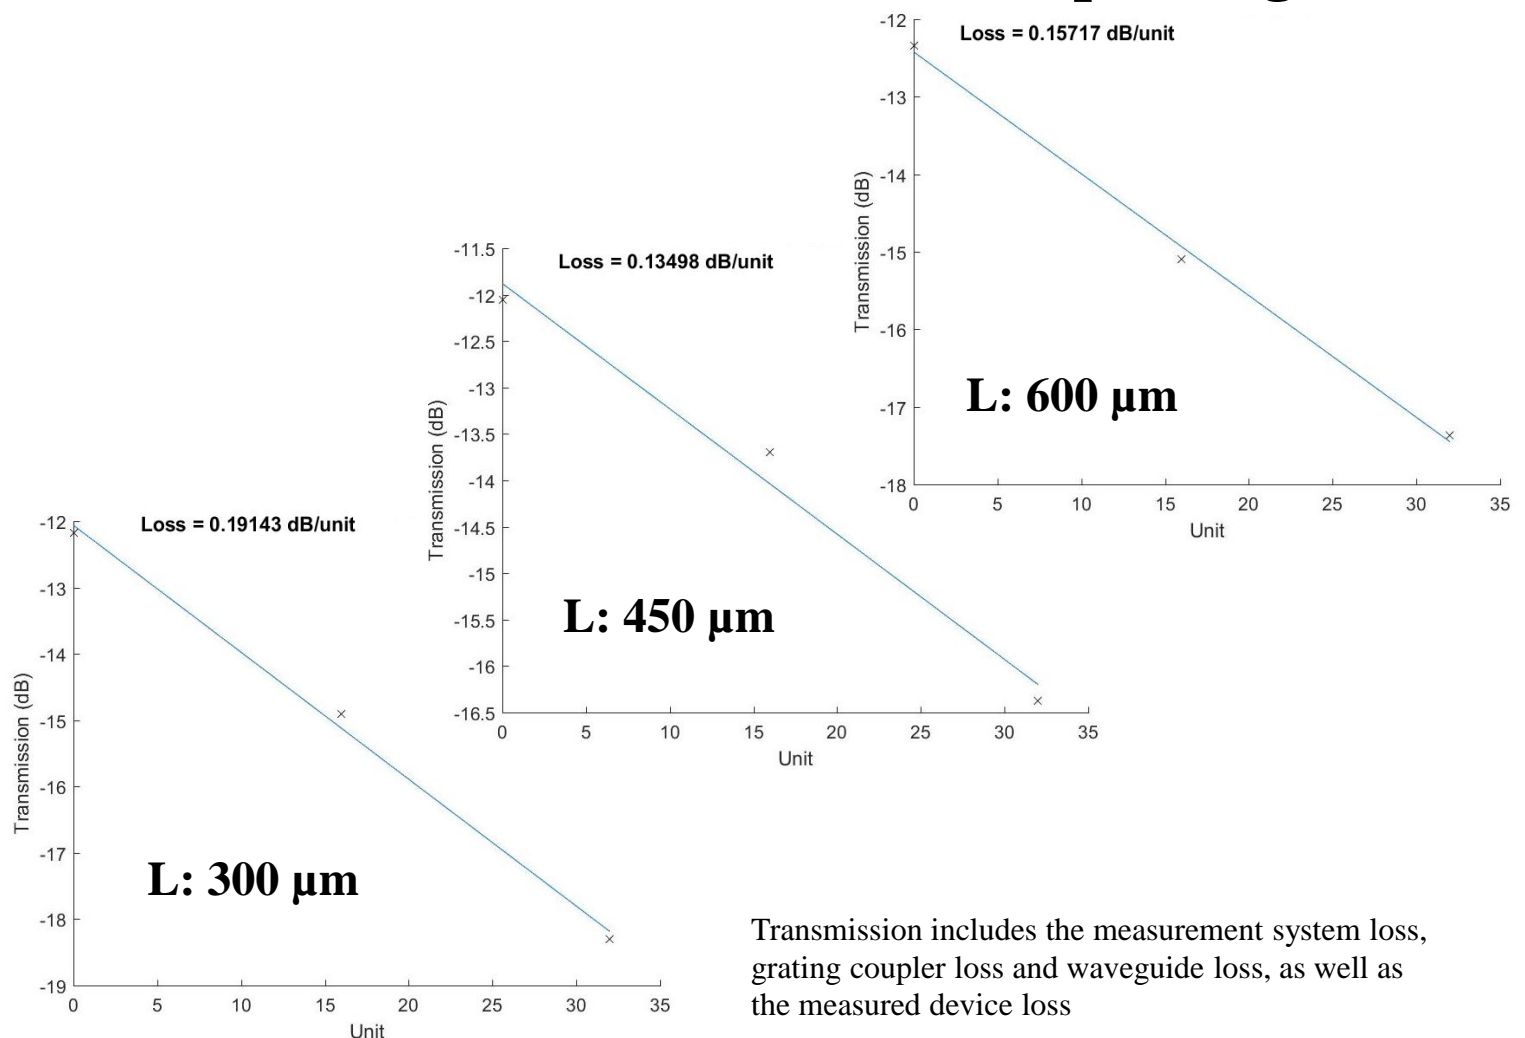 -12
Loss = 0.15717 dB/unit
-13
-14
-15
-16
-17
-18
Transmission (dB)
L: 600 μm
0 5 10 15 20 25 30 35
Unit
-11.5
Loss = 0.13498 dB/unit
-12
-12.5
-13
-13.5
-14
-14.5
-15
-15.5
-16
-16.5
Transmission (dB)
L: 450 μm
0 5 10 15 20 25 30 35
Unit
-12
Loss = 0.19143 dB/unit
-13
-14
-15
-16
-17
-18
-19
Transmission (dB)
L: 300 μm
0 5 10 15 20 25 30 35
Unit
Transmission includes the measurement system loss,
grating coupler loss and waveguide loss, as well as
the measured device loss